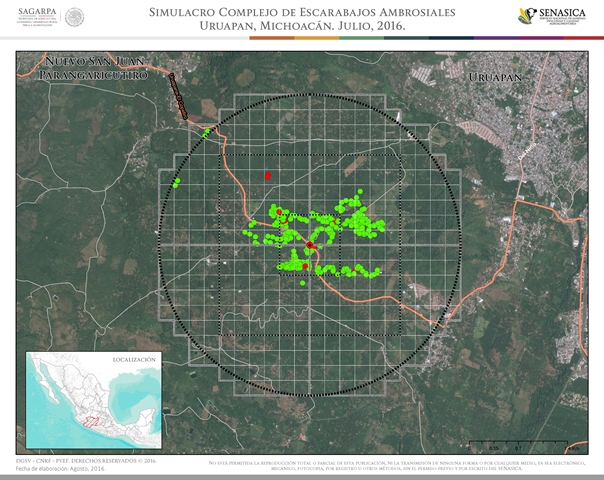 SAGARPA
SIMULACRO COMPLEJO DE ESCARABAJOS AMBROSIALES
URUAPAN, MICHOACÁN. JULIO, 2016.
SENASICA
NUEVO SAN JUAN
PARANGARICUTIRO
URUAPAN
LOCALIZACIÓN
DGSV - CNRF - PVEF. DERECHOS RESERVADOS © 2016.
Fecha de elaboración: Agosto, 2016.
NO ESTÁ PERMITIDA LA REPRODUCCIÓN TOTAL O PARCIAL DE ESTA PUBLICACIÓN, NI LA TRANSMISIÓN DE NINGUNA FORMA O POR CUALQUIER MEDIO, YA SEA ELECTRÓNICO,
MECÁNICO, FOTOCOPIA, POR REGISTRO U OTROS MÉTODOS, SIN EL PERMISO PREVIO Y POR ESCRITO DEL SENASICA.